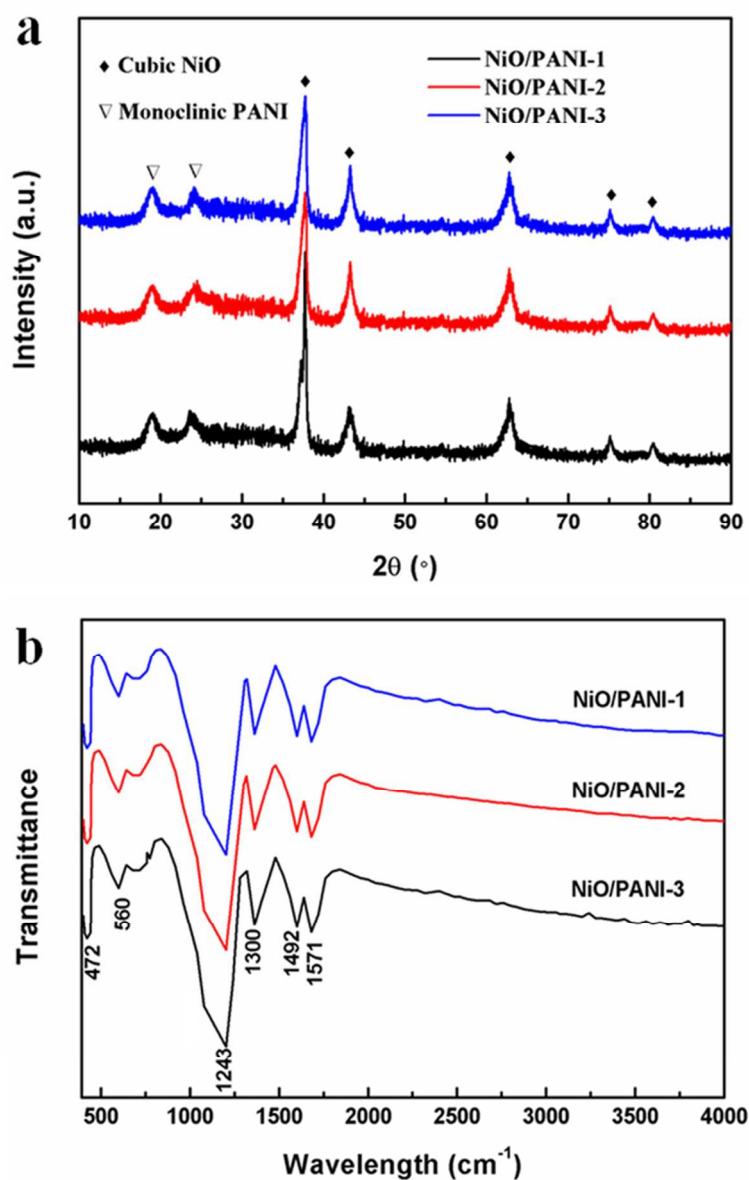 a
♦ Cubic NiO
▽ Monoclinic PANI
NiO/PANI-1
NiO/PANI-2
NiO/PANI-3
Intensity (a.u.)
10 20 30 40 50 60 70 80 90
2θ (°)
b
NiO/PANI-1
NiO/PANI-2
NiO/PANI-3
Transmittance
472
560
1243
1300
1492
1571
500 1000 1500 2000 2500 3000 3500 4000
Wavelength (cm⁻¹)